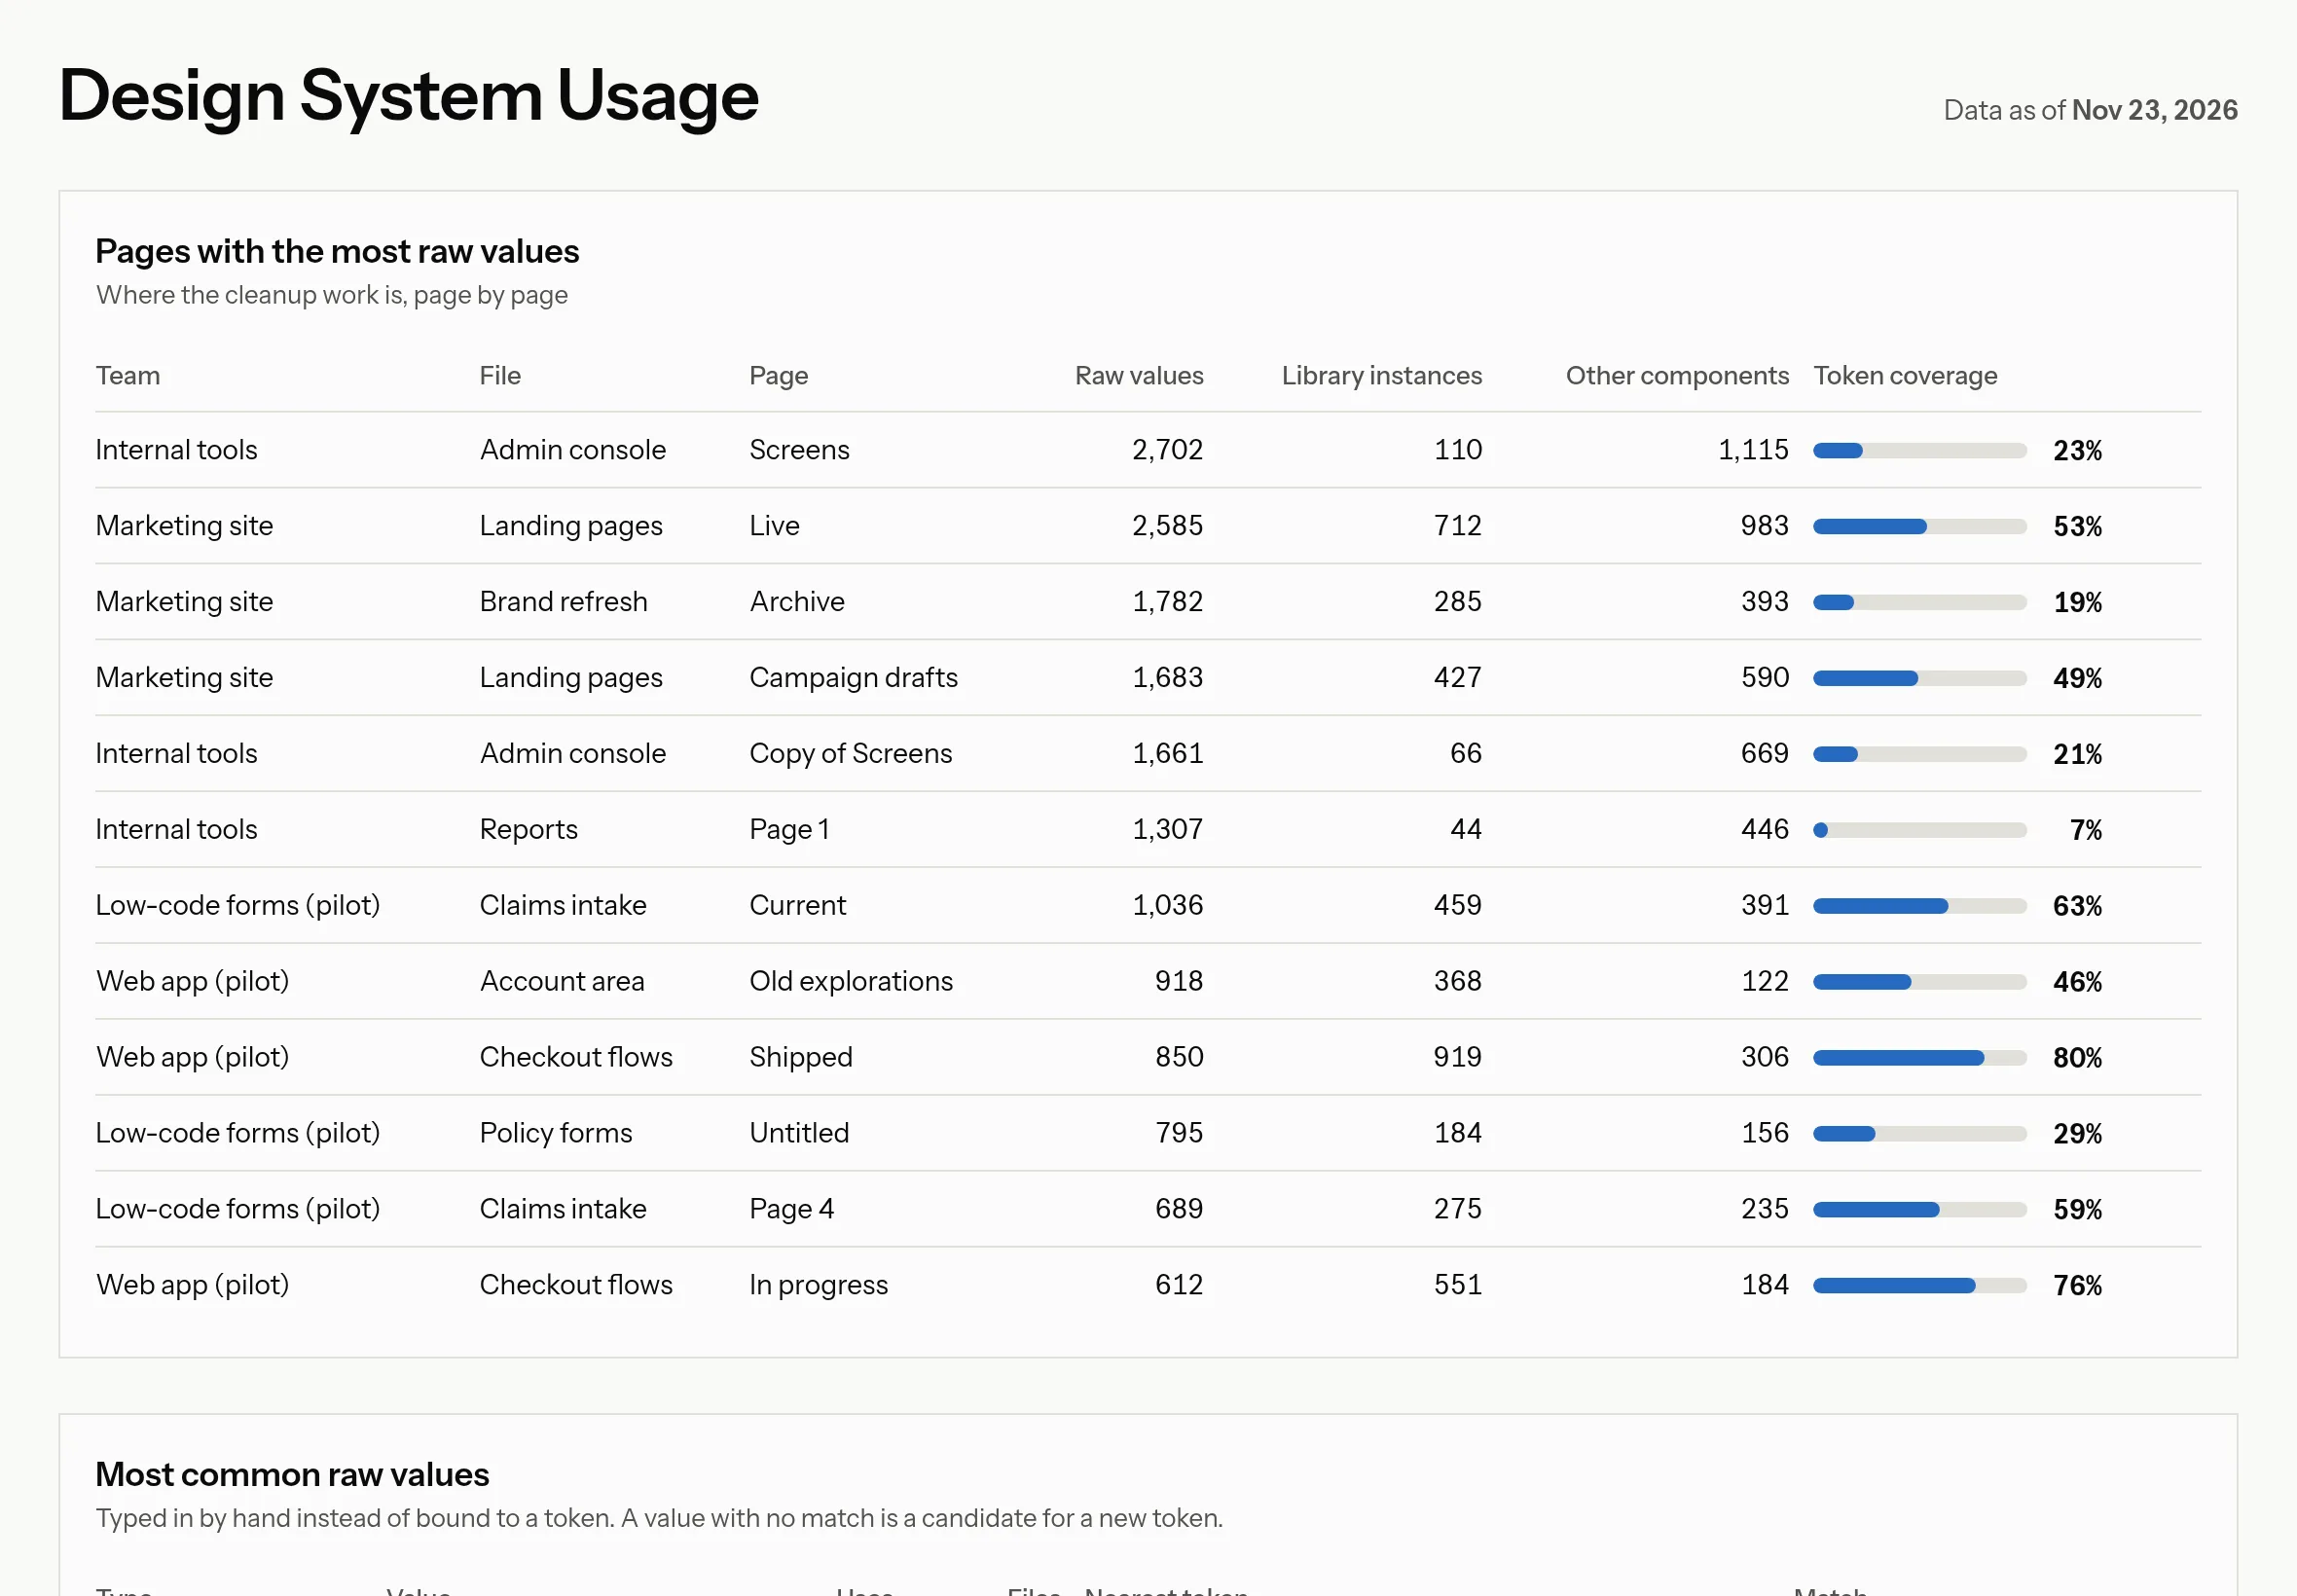 Design System Usage
Data as of Nov 23, 2026
Pages with the most raw values
Where the cleanup work is, page by page
Team File Page Raw values Library instances Other components Token coverage
Internal tools Admin console Screens 2,702 110 1,115 23%
Marketing site Landing pages Live 2,585 712 983 53%
Marketing site Brand refresh Archive 1,782 285 393 19%
Marketing site Landing pages Campaign drafts 1,683 427 590 49%
Internal tools Admin console Copy of Screens 1,661 66 669 21%
Internal tools Reports Page 1 1,307 44 446 7%
Low-code forms (pilot) Claims intake Current 1,036 459 391 63%
Web app (pilot) Account area Old explorations 918 368 122 46%
Web app (pilot) Checkout flows Shipped 850 919 306 80%
Low-code forms (pilot) Policy forms Untitled 795 184 156 29%
Low-code forms (pilot) Claims intake Page 4 689 275 235 59%
Web app (pilot) Checkout flows In progress 612 551 184 76%
Most common raw values
Typed in by hand instead of bound to a token. A value with no match is a candidate for a new token.
Type Value Uses Files Nearest token Match